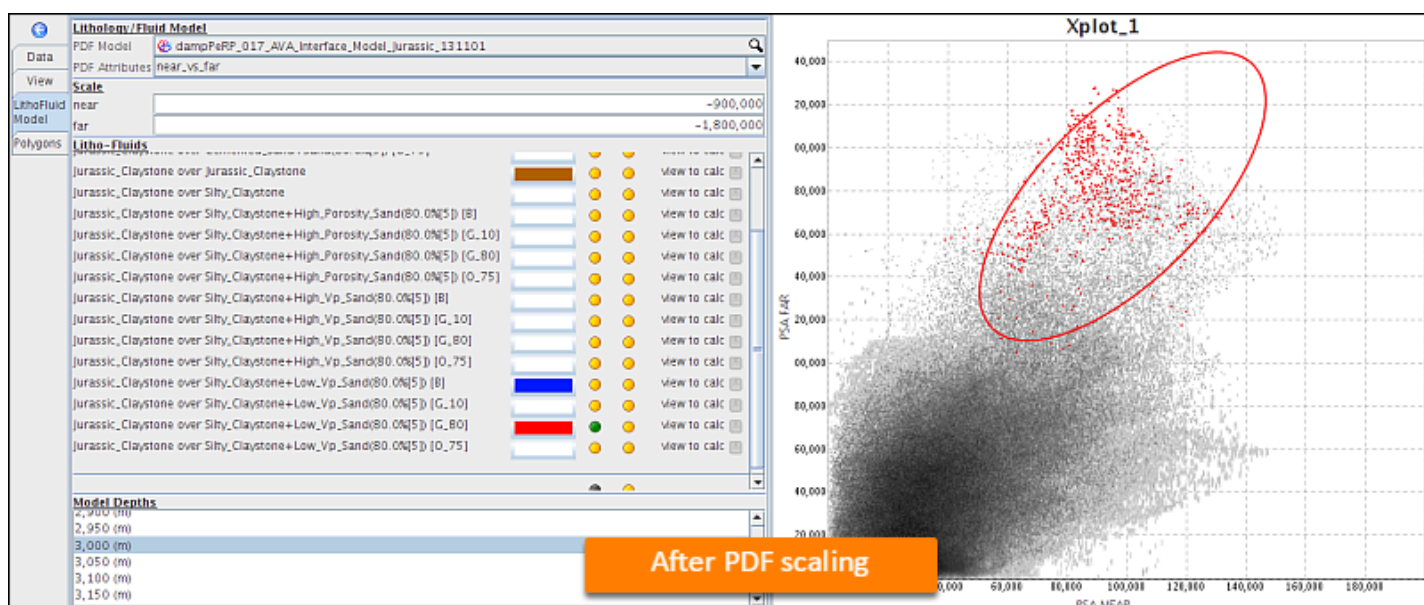 Lithology/Fluid Model
PDF Model dampPeRP_017_AVA_Interface_Model_Jurassic_131101
PDF Attributes near_vs_far
Scale
near -900,000
far -1,800,000
Data
View
LithoFluid
Model
Polygons
Litho-Fluids
Jurassic_Claystone over Jurassic_Claystone view to calc
Jurassic_Claystone over Silty_Claystone view to calc
Jurassic_Claystone over Silty_Claystone+High_Porosity_Sand(80.0%[5]) [B] view to calc
Jurassic_Claystone over Silty_Claystone+High_Porosity_Sand(80.0%[5]) [G_10] view to calc
Jurassic_Claystone over Silty_Claystone+High_Porosity_Sand(80.0%[5]) [G_80] view to calc
Jurassic_Claystone over Silty_Claystone+High_Porosity_Sand(80.0%[5]) [O_75] view to calc
Jurassic_Claystone over Silty_Claystone+High_Vp_Sand(80.0%[5]) [B] view to calc
Jurassic_Claystone over Silty_Claystone+High_Vp_Sand(80.0%[5]) [G_10] view to calc
Jurassic_Claystone over Silty_Claystone+High_Vp_Sand(80.0%[5]) [G_80] view to calc
Jurassic_Claystone over Silty_Claystone+High_Vp_Sand(80.0%[5]) [O_75] view to calc
Jurassic_Claystone over Silty_Claystone+Low_Vp_Sand(80.0%[5]) [B] view to calc
Jurassic_Claystone over Silty_Claystone+Low_Vp_Sand(80.0%[5]) [G_10] view to calc
Jurassic_Claystone over Silty_Claystone+Low_Vp_Sand(80.0%[5]) [G_80] view to calc
Jurassic_Claystone over Silty_Claystone+Low_Vp_Sand(80.0%[5]) [O_75] view to calc
Model Depths
2,900 (m)
2,950 (m)
3,000 (m)
3,050 (m)
3,100 (m)
3,150 (m)
After PDF scaling
Xplot_1
40,000
20,000
00,000
80,000
60,000
40,000
20,000
00,000
80,000
60,000
40,000
20,000
PSA FAR
,000 60,000 80,000 100,000 120,000 140,000 160,000 180,000
PSA NEAR